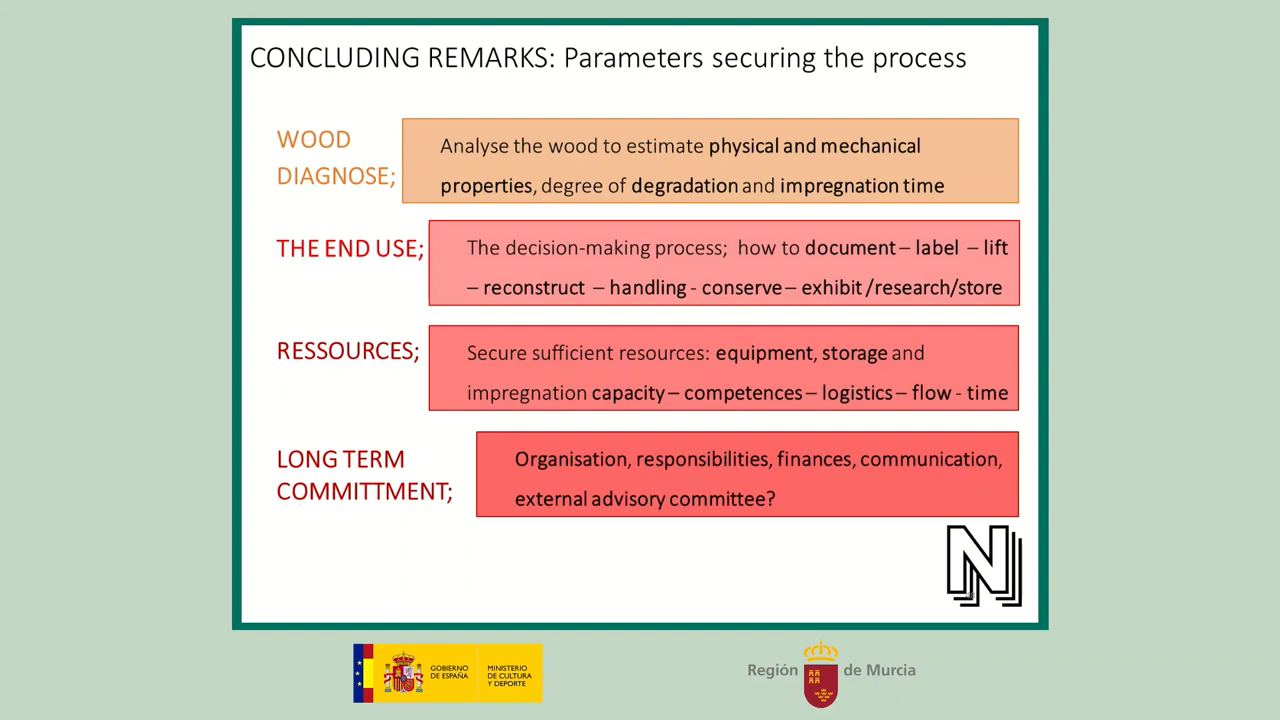 CONCLUDING REMARKS: Parameters securing the process
WOOD
DIAGNOSE;
Analyse the wood to estimate physical and mechanical
properties, degree of degradation and impregnation time
THE END USE;
The decision-making process; how to document – label – lift
– reconstruct – handling - conserve – exhibit /research/store
RESSOURCES;
Secure sufficient resources: equipment, storage and
impregnation capacity – competences – logistics – flow - time
LONG TERM
COMMITTMENT;
Organisation, responsibilities, finances, communication,
external advisory committee?
N
GOBIERNO
DE ESPAÑA
MINISTERIO
DE CULTURA
Y DEPORTE
Región de Murcia